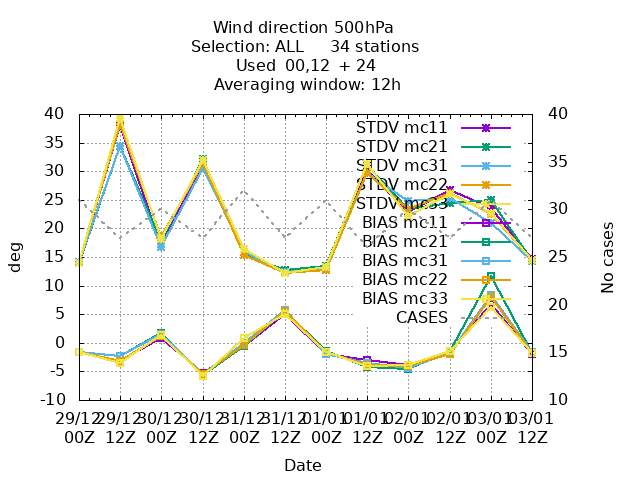 Wind direction 500hPa
Selection: ALL 34 stations
Used 00,12 + 24
Averaging window: 12h
40
35
30
25
20
15
10
5
0
-5
-10
deg
40
35
30
25
20
15
10
No cases
STDV mc11
STDV mc21
STDV mc31
STDV mc22
STDV mc33
BIAS mc11
BIAS mc21
BIAS mc31
BIAS mc22
BIAS mc33
CASES
29/12 29/12 30/12 30/12 31/12 31/12 01/01 01/01 02/01 02/01 03/01 03/01
00Z 12Z 00Z 12Z 00Z 12Z 00Z 12Z 00Z 12Z 00Z 12Z
Date